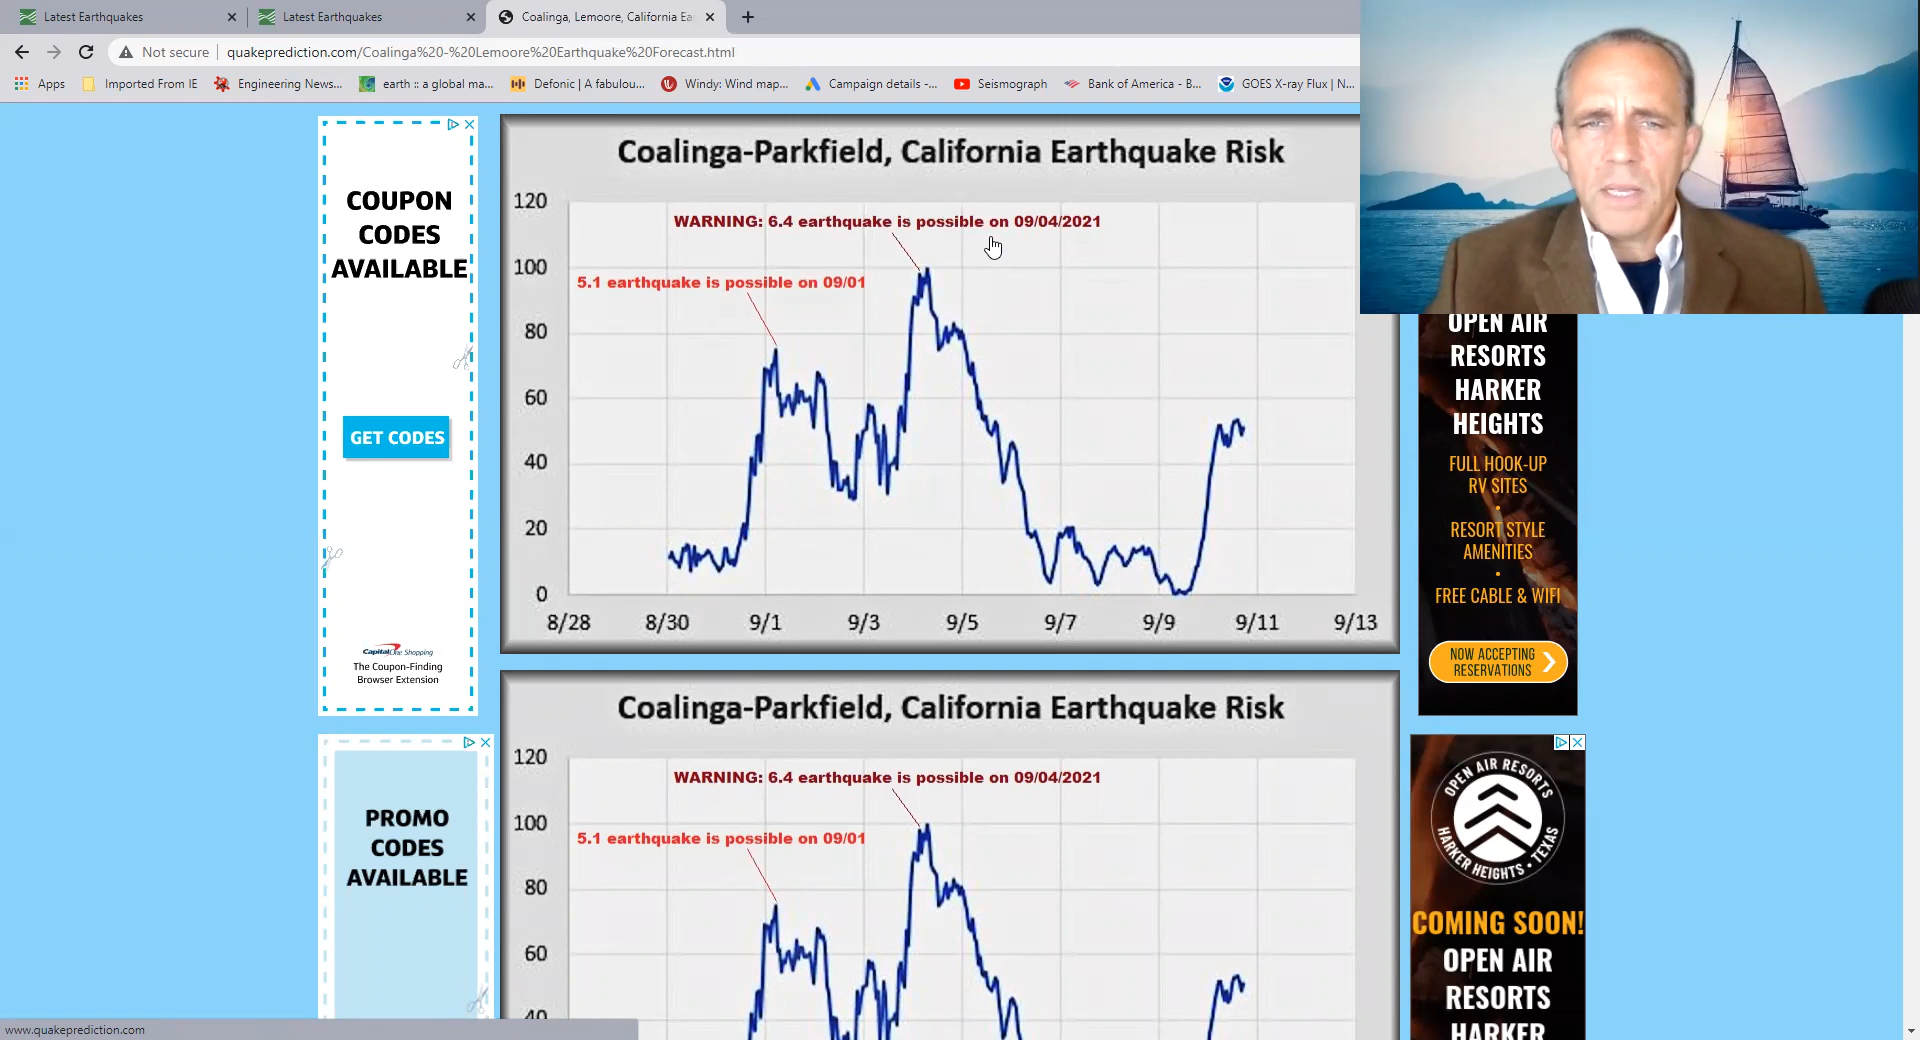 Latest Earthquakes
Latest Earthquakes
Coalinga, Lemoore, California Ea
Not secure
quakeprediction.com/Coalinga%20-%20Lemoore%20Earthquake%20Forecast.html
Apps
Imported From IE
Engineering News...
earth :: a global ma...
Defonic | A fabulou...
Windy: Wind map...
Campaign details -...
Seismograph
Bank of America - B...
GOES X-ray Flux | N...
COUPON
CODES
AVAILABLE
GET CODES
CapitalOne Shopping
The Coupon-Finding
Browser Extension
Coalinga-Parkfield, California Earthquake Risk
120
WARNING: 6.4 earthquake is possible on 09/04/2021
100
5.1 earthquake is possible on 09/01
80
60
40
20
0
8/28 8/30 9/1 9/3 9/5 9/7 9/9 9/11 9/13
OPEN AIR
RESORTS
HARKER
HEIGHTS
FULL HOOK-UP
RV SITES
•
RESORT STYLE
AMENITIES
•
FREE CABLE & WIFI
NOW ACCEPTING
RESERVATIONS
PROMO
CODES
AVAILABLE
Coalinga-Parkfield, California Earthquake Risk
120
WARNING: 6.4 earthquake is possible on 09/04/2021
100
5.1 earthquake is possible on 09/01
80
60
40
OPEN AIR RESORTS
HARKER HEIGHTS • TEXAS
COMING SOON!
OPEN AIR
RESORTS
HARKER
www.quakeprediction.com